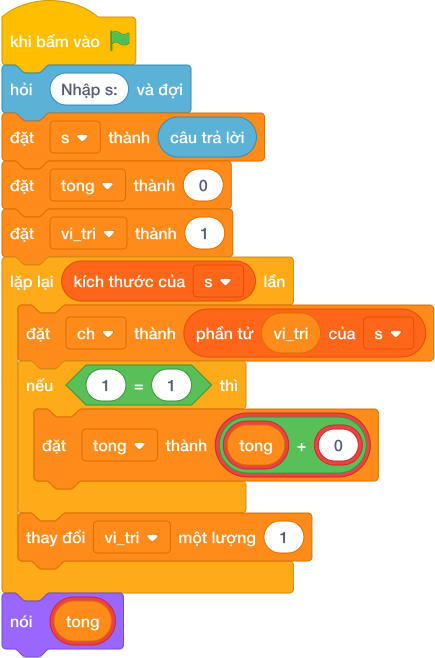 khi bấm vào
hỏi Nhập s: và đợi
đặt s thành câu trả lời
đặt tong thành 0
đặt vi_tri thành 1
lặp lại kích thước của s lần
đặt ch thành phần tử vi_tri của s
nếu 1 = 1 thì
đặt tong thành tong + 0
thay đổi vi_tri một lượng 1
nói tong